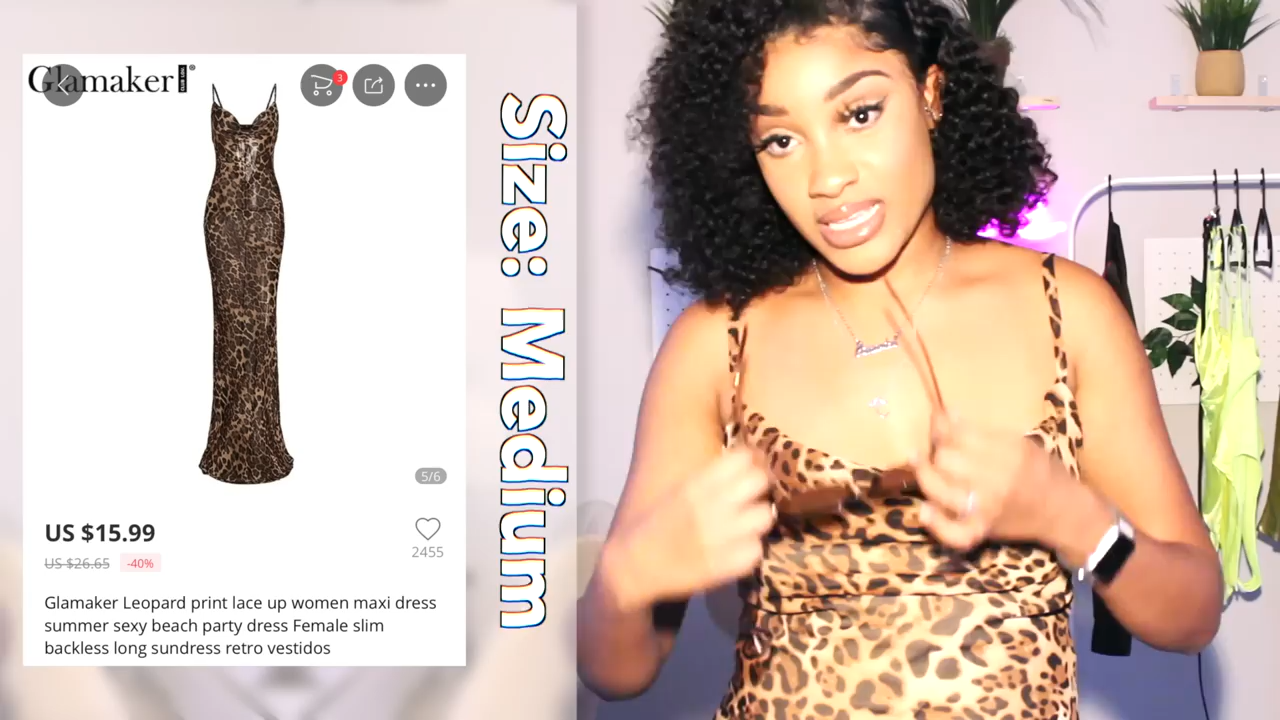 Glamaker
3
5/6
US $15.99
US $26.65 -40%
2455
Glamaker Leopard print lace up women maxi dress
summer sexy beach party dress Female slim
backless long sundress retro vestidos
Size: Medium